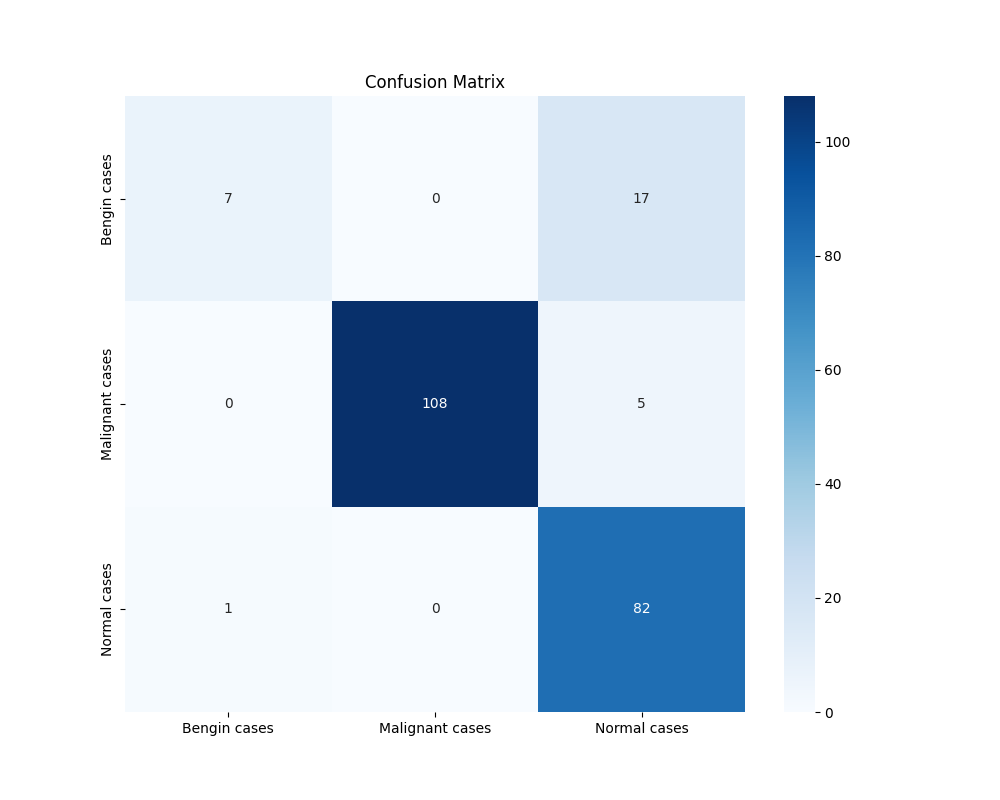 Confusion Matrix
Bengin cases
7
0
17
Malignant cases
0
108
5
Normal cases
1
0
82
Bengin cases
Malignant cases
Normal cases
100
80
60
40
20
0